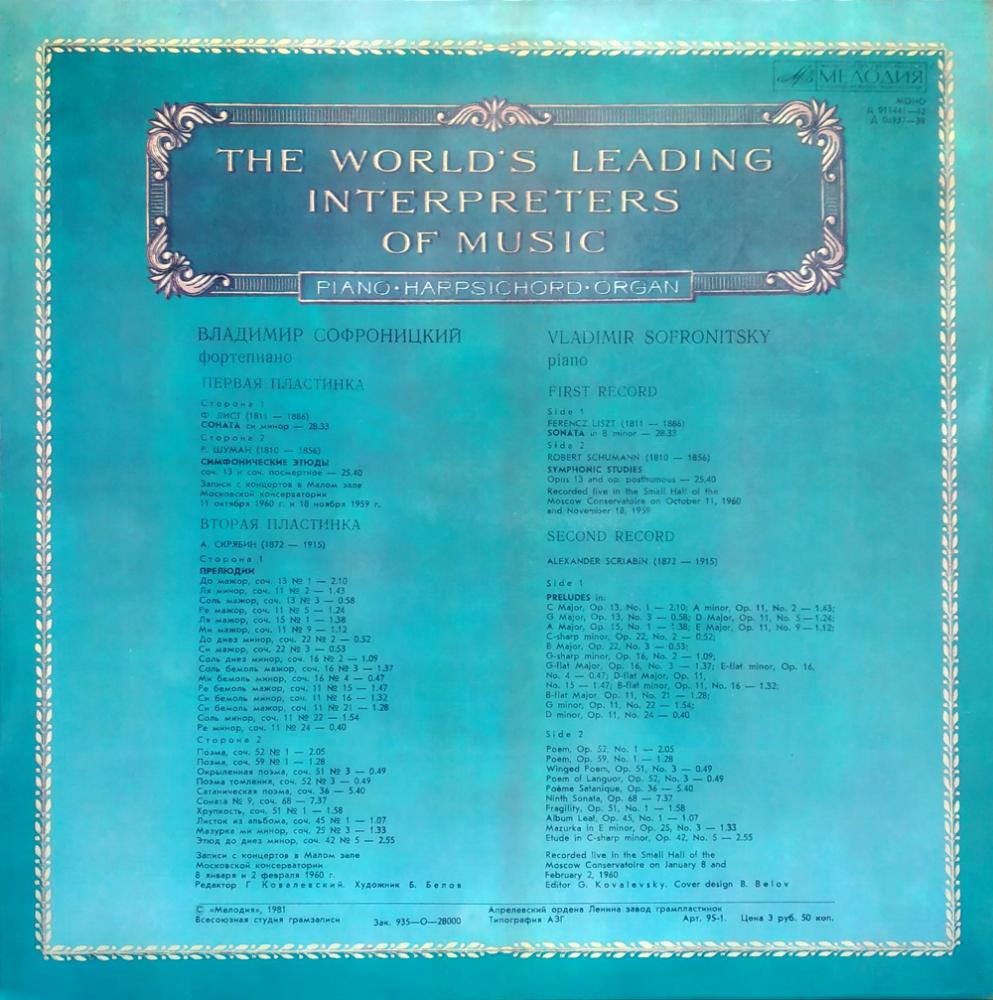 МЕЛОДИЯ
МОНО
Д 011441—42
Д 04937—38
THE WORLD'S LEADING
INTERPRETERS
OF MUSIC
PIANO·HARPSICHORD·ORGAN
ВЛАДИМИР СОФРОНИЦКИЙ
фортепиано
ПЕРВАЯ ПЛАСТИНКА
Сторона 1
Ф. ЛИСТ (1811 — 1886)
СОНАТА си минор — 28.33
Сторона 2
Р. ШУМАН (1810 — 1856)
СИМФОНИЧЕСКИЕ ЭТЮДЫ
соч. 13 и соч. посмертное — 25.40
Записи с концертов в Малом зале
Московской консерватории
11 октября 1960 г. и 18 ноября 1959 г.
ВТОРАЯ ПЛАСТИНКА
А. СКРЯБИН (1872 — 1915)
Сторона 1
ПРЕЛЮДИИ
До мажор, соч. 13 № 1 — 2.10
Ля минор, соч. 11 № 2 — 1.43
Соль мажор, соч. 13 № 3 — 0.58
Ре мажор, соч. 11 № 5 — 1.24
Ля мажор, соч. 15 № 1 — 1.38
Ми мажор, соч. 11 № 9 — 1.12
До диез минор, соч. 22 № 2 — 0.52
Си мажор, соч. 22 № 3 — 0.53
Соль диез минор, соч. 16 № 2 — 1.09
Соль бемоль мажор, соч. 16 № 3 — 1.37
Ми бемоль минор, соч. 16 № 4 — 0.47
Ре бемоль мажор, соч. 11 № 15 — 1.47
Си бемоль минор, соч. 11 № 16 — 1.32
Си бемоль мажор, соч. 11 № 21 — 1.28
Соль минор, соч. 11 № 22 — 1.54
Ре минор, соч. 11 № 24 — 0.40
Сторона 2
Поэма, соч. 52 № 1 — 2.05
Поэма, соч. 59 № 1 — 1.28
Окрыленная поэма, соч. 51 № 3 — 0.49
Поэма томления, соч. 52 № 3 — 0.49
Сатаническая поэма, соч. 36 — 5.40
Соната № 9, соч. 68 — 7.37
Хрупкость, соч. 51 № 1 — 1.58
Листок из альбома, соч. 45 № 1 — 1.07
Мазурка ми минор, соч. 25 № 3 — 1.33
Этюд до диез минор, соч. 42 № 5 — 2.55
Записи с концертов в Малом зале
Московской консерватории
8 января и 2 февраля 1960 г.
Редактор Г. Ковалевский. Художник Б. Белов
VLADIMIR SOFRONITSKY
piano
FIRST RECORD
Side 1
FERENCZ LISZT (1811 — 1886)
SONATA in B minor — 28.33
Side 2
ROBERT SCHUMANN (1810 — 1856)
SYMPHONIC STUDIES
Opus 13 and op. posthumous — 25.40
Recorded live in the Small Hall of the
Moscow Conservatoire on October 11, 1960
and November 18, 1959
SECOND RECORD
ALEXANDER SCRIABIN (1872 — 1915)
Side 1
PRELUDES in:
C Major, Op. 13, No. 1 — 2.10; A minor, Op. 11, No. 2 — 1.43;
G Major, Op. 13, No. 3 — 0.58; D Major, Op. 11, No. 5 — 1.24;
A Major, Op. 15, No. 1 — 1.38; E Major, Op. 11, No. 9 — 1.12;
C-sharp minor, Op. 22, No. 2 — 0.52;
B Major, Op. 22, No. 3 — 0.53;
G-sharp minor, Op. 16, No. 2 — 1.09;
G-flat Major, Op. 16, No. 3 — 1.37; E-flat minor, Op. 16,
No. 4 — 0.47; D-flat Major, Op. 11,
No. 15 — 1.47; B-flat minor, Op. 11, No. 16 — 1.32;
B-flat Major, Op. 11, No. 21 — 1.28;
G minor, Op. 11, No. 22 — 1.54;
D minor, Op. 11, No. 24 — 0.40
Side 2
Poem, Op. 52, No. 1 — 2.05
Poem, Op. 59, No. 1 — 1.28
Winged Poem, Op. 51, No. 3 — 0.49
Poem of Languor, Op. 52, No. 3 — 0.49
Poème Satanique, Op. 36 — 5.40
Ninth Sonata, Op. 68 — 7.37
Fragility, Op. 51, No. 1 — 1.58
Album Leaf, Op. 45, No. 1 — 1.07
Mazurka in E minor, Op. 25, No. 3 — 1.33
Etude in C-sharp minor, Op. 42, No. 5 — 2.55
Recorded live in the Small Hall of the
Moscow Conservatoire on January 8 and
February 2, 1960
Editor G. Kovalevsky. Cover design B. Belov
© «Мелодия», 1981
Всесоюзная студия грамзаписи
Зак. 935—О—28000
Апрелевский ордена Ленина завод грампластинок
Типография АЗГ
Арт. 95-1. Цена 3 руб. 50 коп.